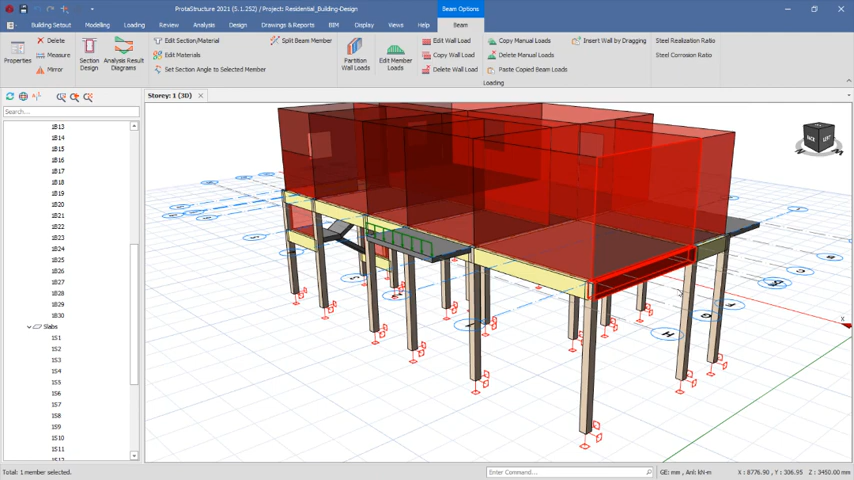 ProtaStructure 2021 (5.1.252) / Project: Residential_Building-Design
Beam Options
Building Setout Modelling Loading Review Analysis Design Drawings & Reports BIM Display Views Help Beam
Properties
Delete
Measure
Mirror
Section Design
Analysis Result Diagrams
Edit Section/Material
Edit Materials
Set Section Angle to Selected Member
Split Beam Member
Partition Wall Loads
Edit Member Loads
Edit Wall Load
Copy Wall Load
Delete Wall Load
Copy Manual Loads
Delete Manual Loads
Paste Copied Beam Loads
Insert Wall by Dragging
Steel Realization Ratio
Steel Corrosion Ratio
Loading
Storey: 1 (3D)
Search...
1B13
1B14
1B15
1B16
1B17
1B18
1B19
1B20
1B21
1B22
1B23
1B24
1B25
1B26
1B27
1B28
1B29
1B30
Slabs
1S1
1S2
1S3
1S4
1S5
1S6
1S7
1S8
1S9
1S10
1S11
1S12
BACK
LEFT
B
C
F
G
H
X
Total: 1 member selected.
Enter Command...
GE: mm, Anl: kN-m
X : 8776.90 , Y : 306.95 , Z : 3450.00 mm